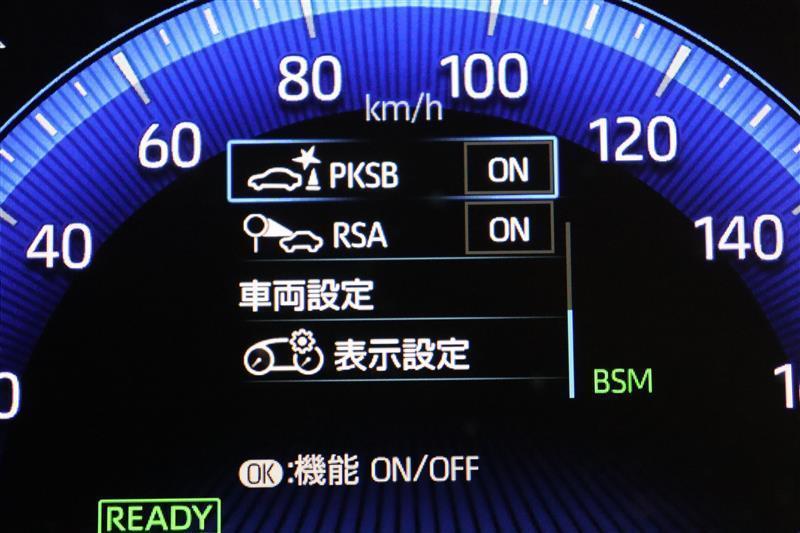 80
100
km/h
60
120
PKSB ON
40
RSA ON
140
車両設定
表示設定
BSM
OK:機能 ON/OFF
READY